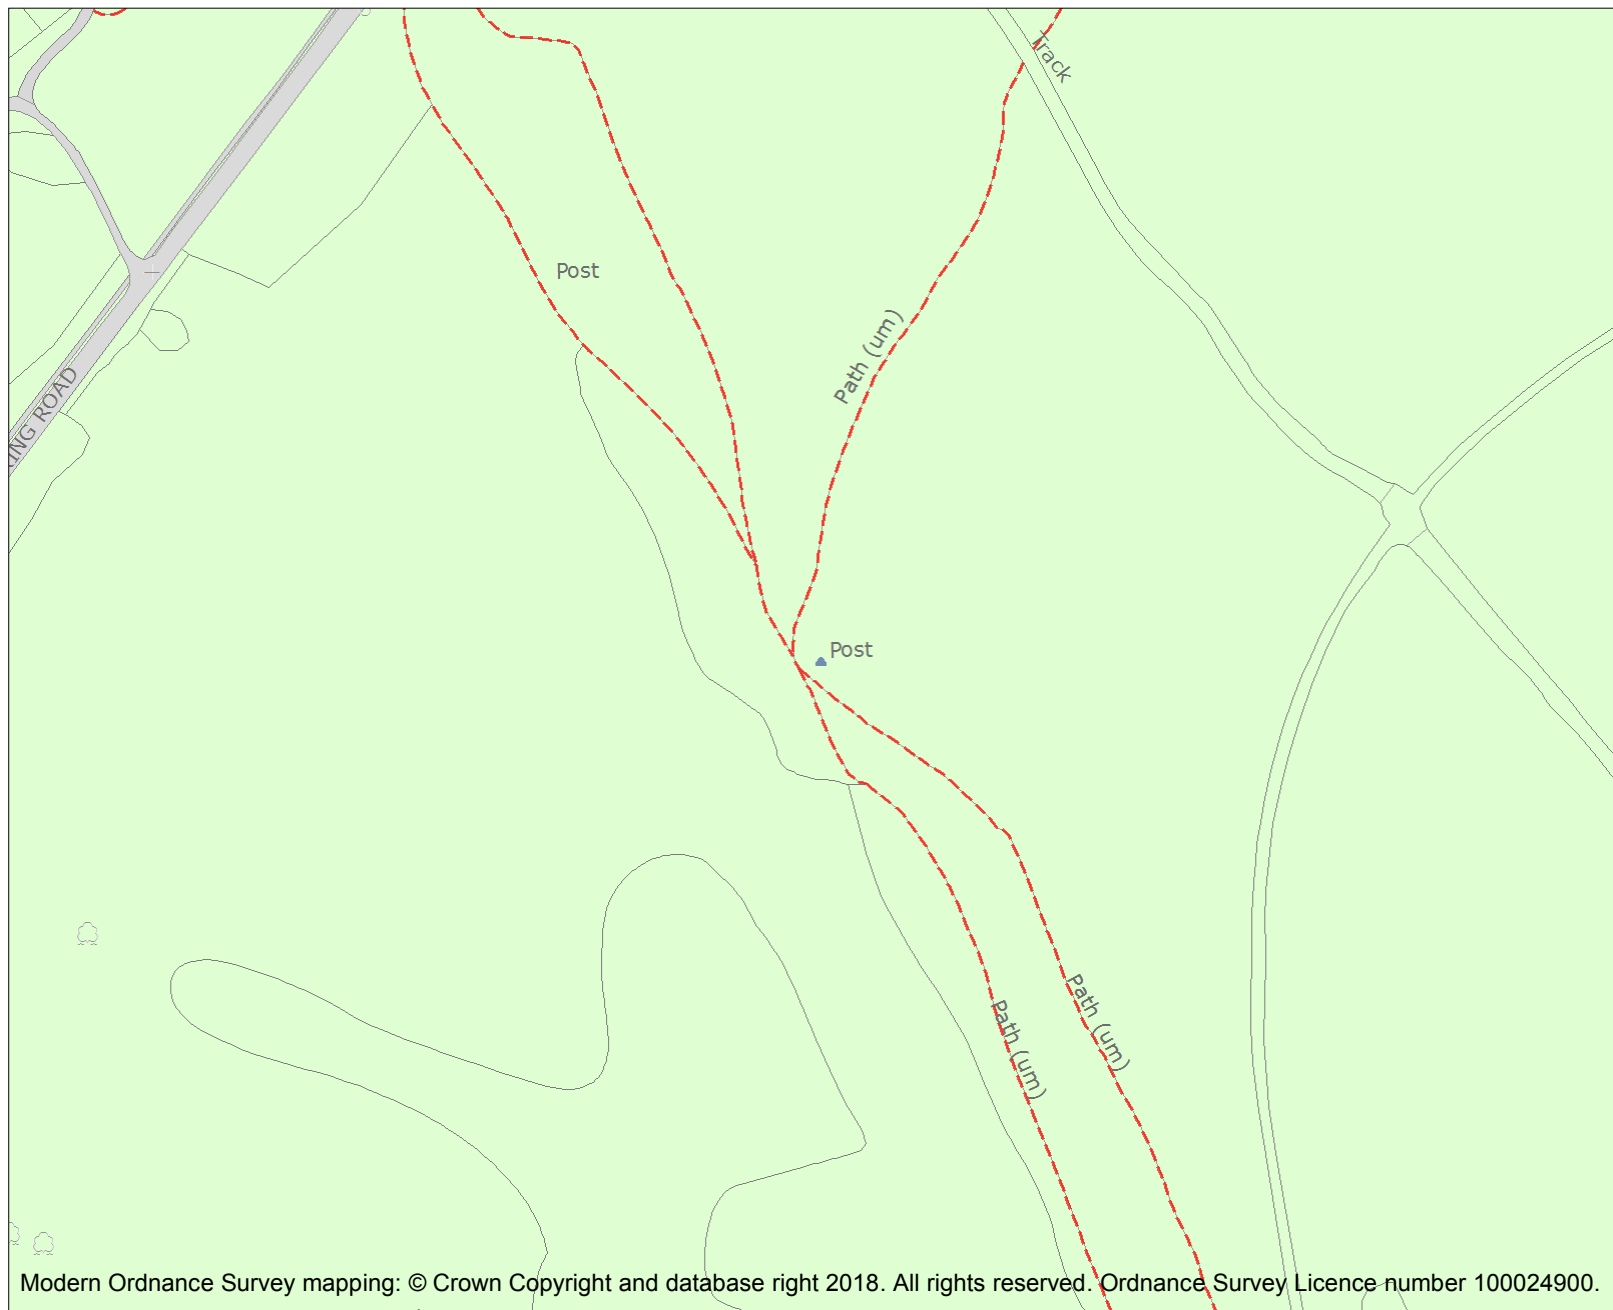 Track
Post
Path (um)
KING ROAD
Post
Path (um)
Path (um)
Modern Ordnance Survey mapping: © Crown Copyright and database right 2018. All rights reserved. Ordnance Survey Licence number 100024900.